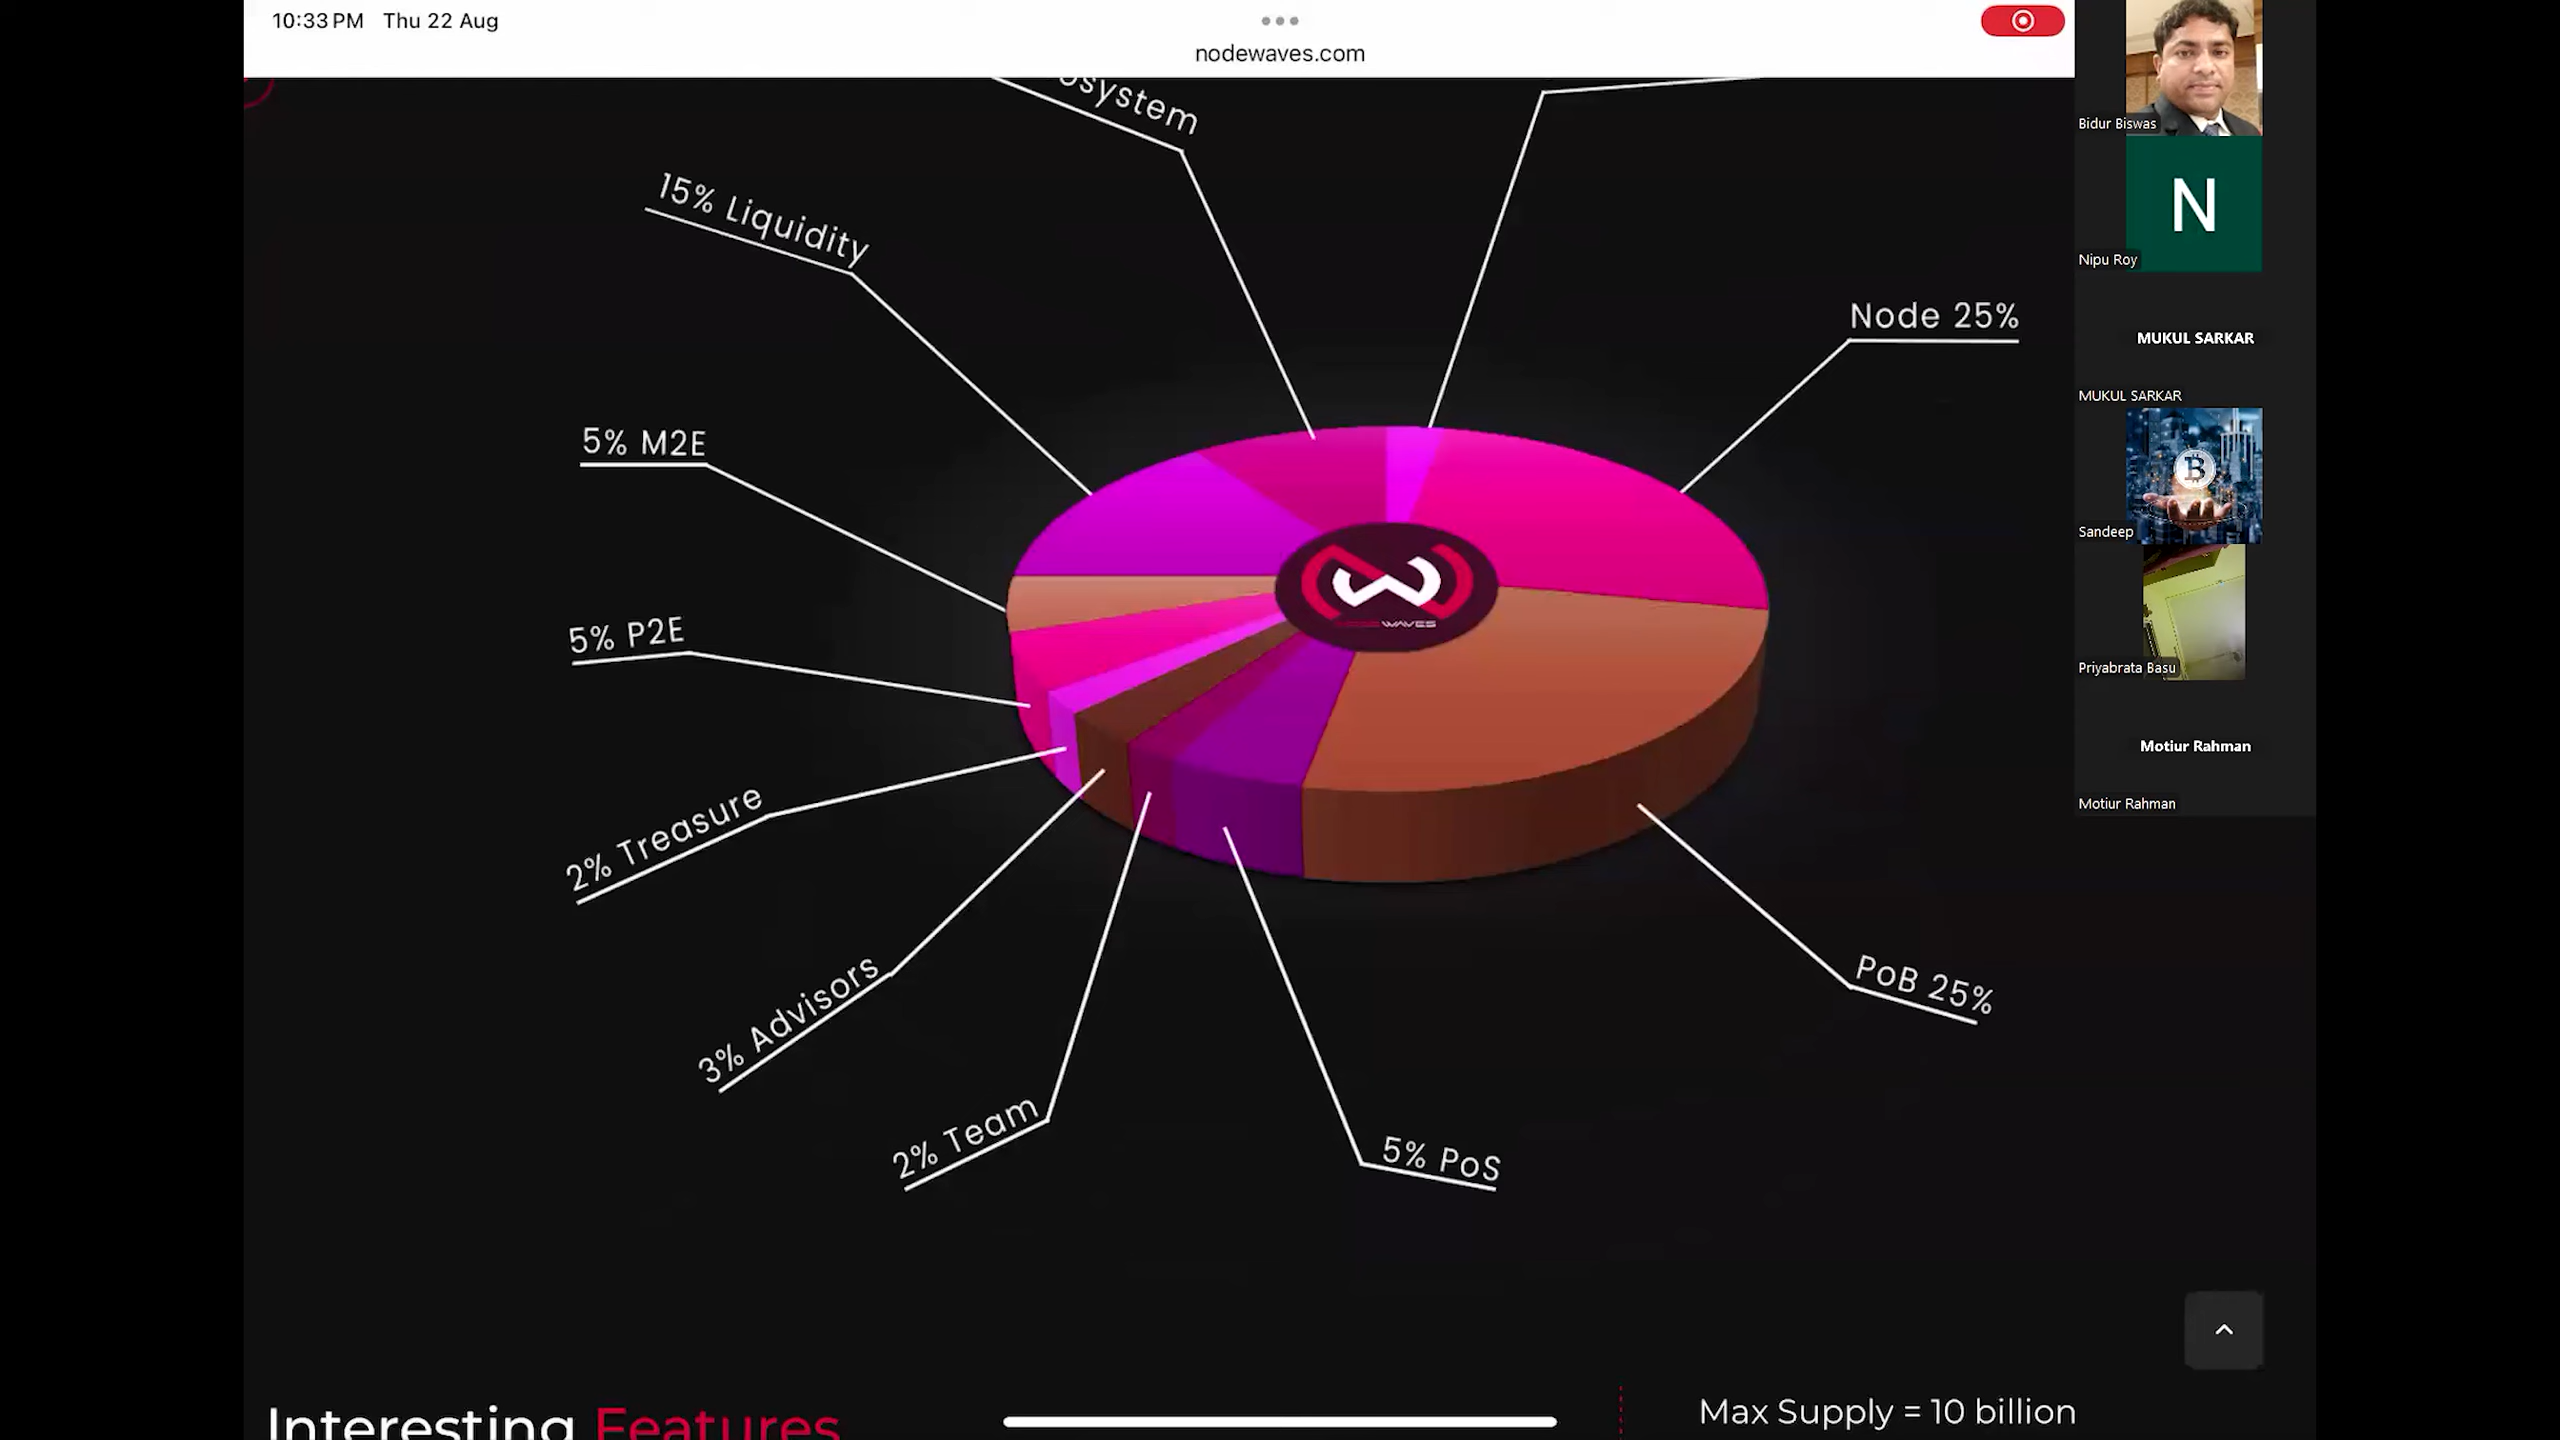 10:33 PM Thu 22 Aug
nodewaves.com
15% Liquidity
Node 25%
5% M2E
5% P2E
2% Treasure
3% Advisors
2% Team
5% PoS
PoB 25%
WAVES
Interesting Features
Max Supply = 10 billion
Bidur Biswas
N
Nipu Roy
MUKUL SARKAR
MUKUL SARKAR
B
Sandeep
Priyabrata Basu
Motiur Rahman
Motiur Rahman